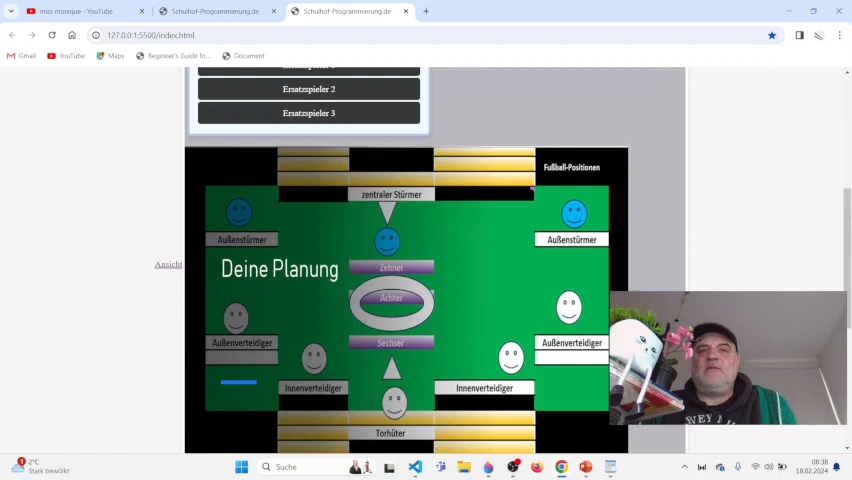 miss monique - YouTube
Schulhof-Programmierung.de
Schulhof-Programmierung.de
127.0.0.1:5500/index.html
Gmail
YouTube
Maps
Beginner's Guide fo...
Document
Ersatzspieler 2
Ersatzspieler 3
Fußball-Positionen
zentraler Stürmer
Außenstürmer
Außenstürmer
Ansicht
Deine Planung
Zehner
Achter
Sechser
Außenverteidiger
Außenverteidiger
Innenverteidiger
Innenverteidiger
Torhüter
2°C
Stark bewölkt
Suche
08:38
18.02.2024